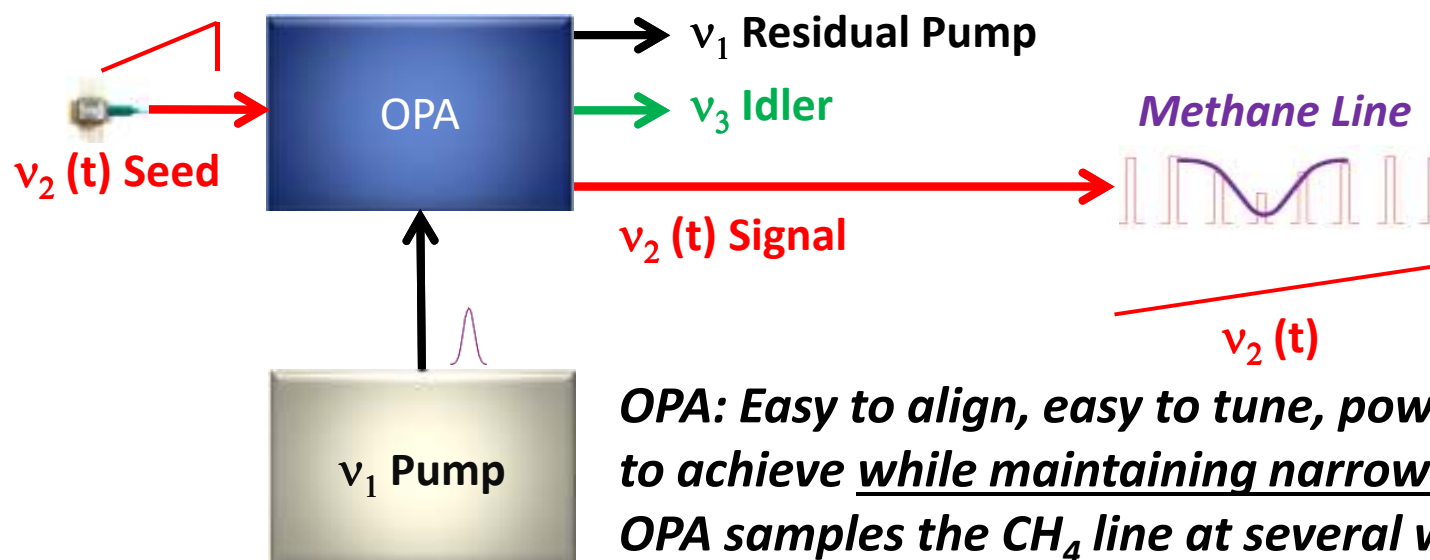 ν₁ Residual Pump
OPA
ν₃ Idler
Methane Line
ν₂ (t) Seed
ν₂ (t) Signal
ν₂ (t)
ν₁ Pump
OPA: Easy to align, easy to tune,
to achieve while maintaining narrow
OPA samples the CH₄ line at several